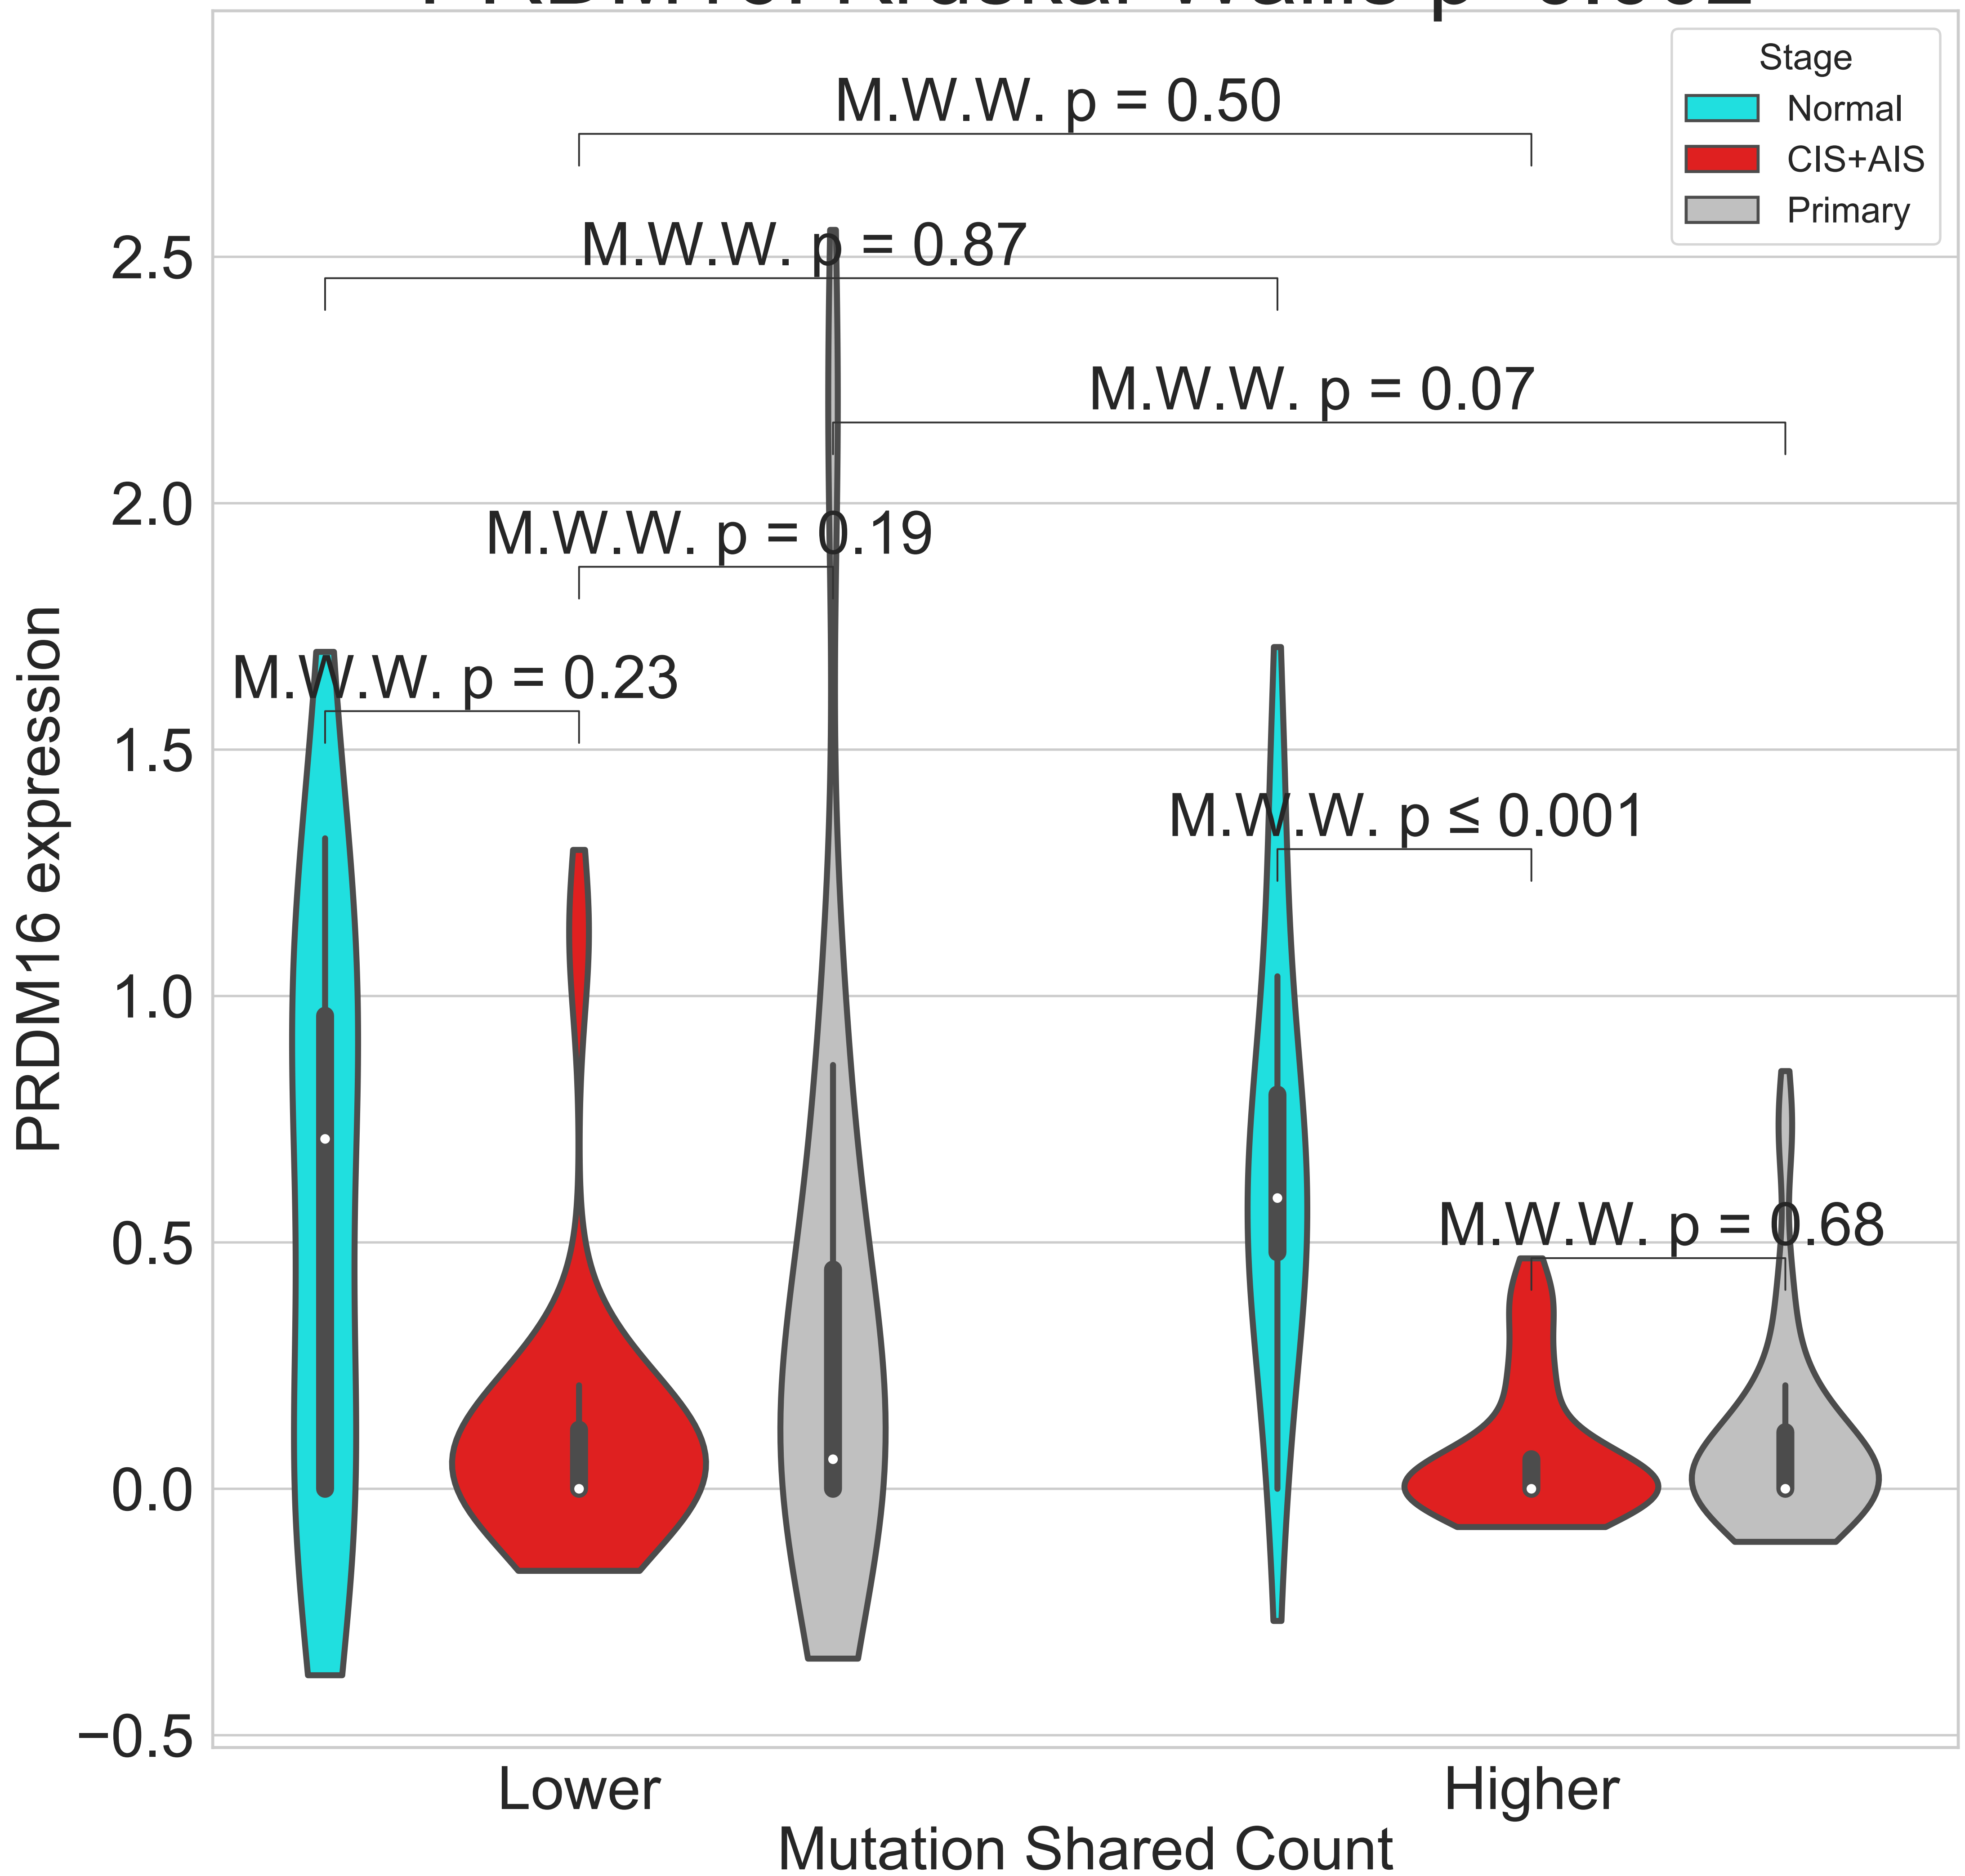 Stage
Normal
CIS+AIS
Primary
M.W.W. p = 0.50
M.W.W. p = 0.87
M.W.W. p = 0.07
M.W.W. p = 0.19
M.W.W. p = 0.23
M.W.W. p ≤ 0.001
M.W.W. p = 0.68
PRDM16 expression
2.5
2.0
1.5
1.0
0.5
0.0
−0.5
Lower
Higher
Mutation Shared Count